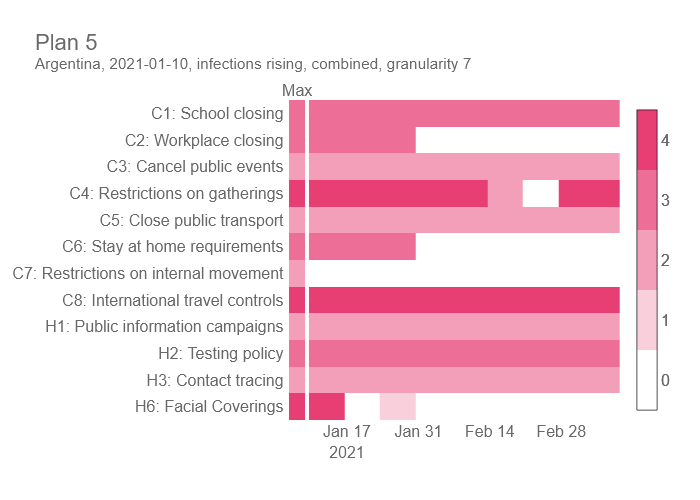 Plan 5
Argentina, 2021-01-10, infections rising, combined, granularity 7
Max
C1: School closing
C2: Workplace closing
C3: Cancel public events
C4: Restrictions on gatherings
C5: Close public transport
C6: Stay at home requirements
C7: Restrictions on internal movement
C8: International travel controls
H1: Public information campaigns
H2: Testing policy
H3: Contact tracing
H6: Facial Coverings
Jan 17 Jan 31 Feb 14 Feb 28
2021
4
3
2
1
0